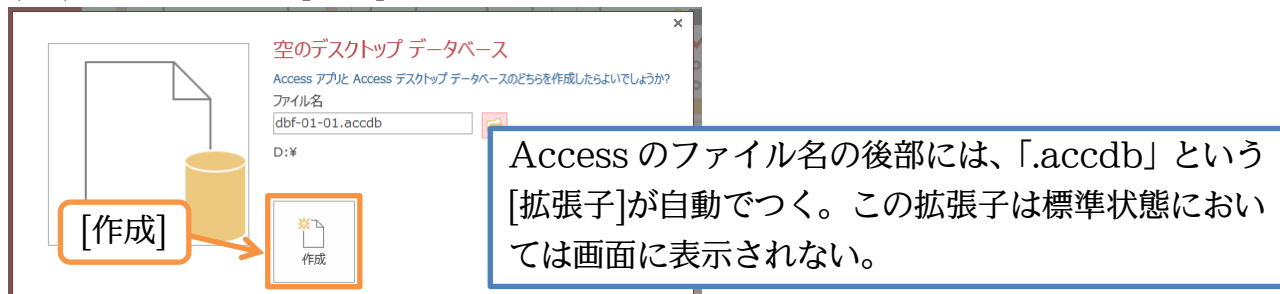 ×
空のデスクトップ データベース
Access アプリと Access デスクトップ データベースのどちらを作成したらよいでしょうか?
ファイル名
dbf-01-01.accdb
D:¥
[作成]
作成
Access のファイル名の後部には、「.accdb」という
[拡張子]が自動でつく。この拡張子は標準状態におい
ては画面に表示されない。